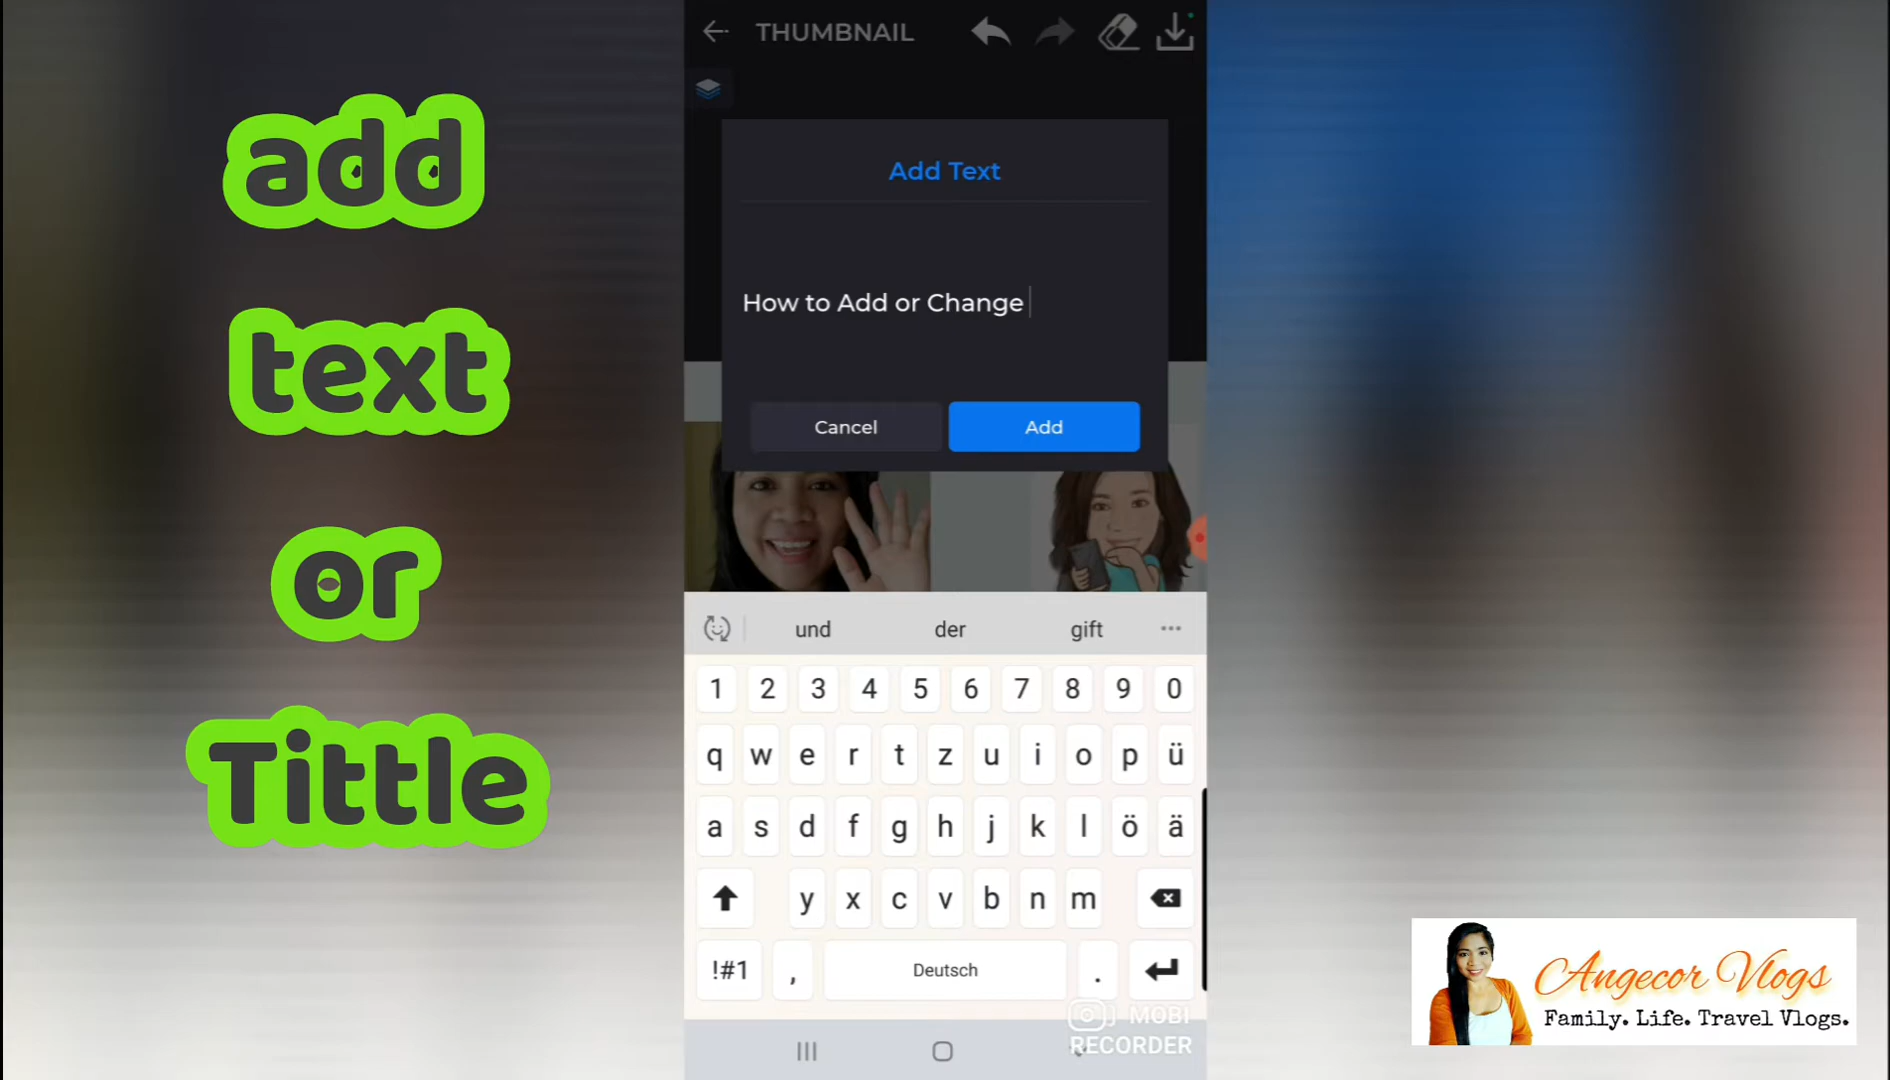 add
text
or
Tittle
THUMBNAIL
Add Text
How to Add or Change
Cancel
Add
und der gift
1 2 3 4 5 6 7 8 9 0
q w e r t z u i o p ü
a s d f g h j k l ö ä
y x c v b n m
!#1 , Deutsch .
MOBI
RECORDER
Angecor Vlogs
Family. Life. Travel Vlogs.